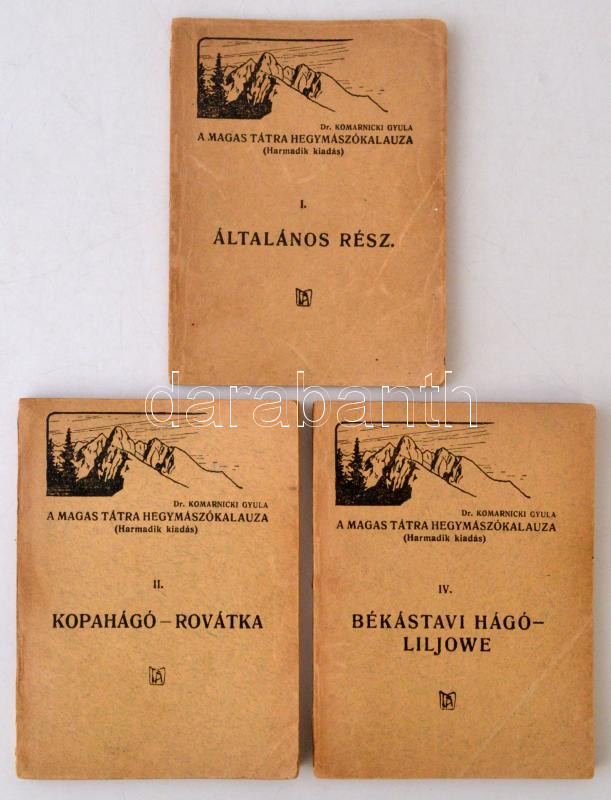 Dr. KOMARNICKI GYULA
A MAGAS TÁTRA HEGYMÁSZÓKALAUZA
(Harmadik kiadás)
I.
ÁLTALÁNOS RÉSZ.
darabanth
Dr. KOMARNICKI GYULA
A MAGAS TÁTRA HEGYMÁSZÓKALAUZA
(Harmadik kiadás)
II.
KOPAHÁGÓ – ROVÁTKA
Dr. KOMARNICKI GYULA
A MAGAS TÁTRA HEGYMÁSZÓKALAUZA
(Harmadik kiadás)
IV.
BÉKÁSTAVI HÁGÓ–
LILJOWE